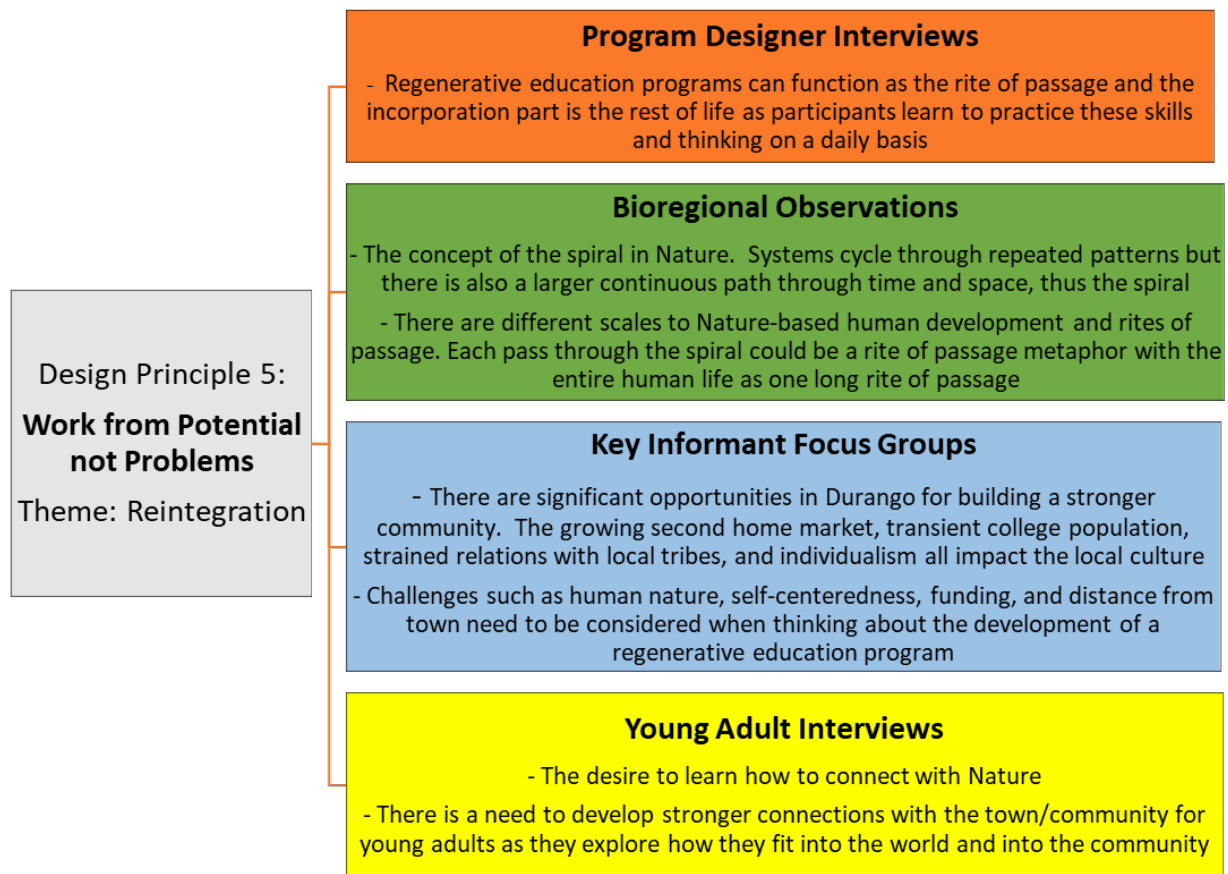 Design Principle 5:
Work from Potential
not Problems
Theme: Reintegration
Program Designer Interviews
- Regenerative education programs can function as the rite of passage and the
incorporation part is the rest of life as participants learn to practice these skills
and thinking on a daily basis
Bioregional Observations
- The concept of the spiral in Nature.  Systems cycle through repeated patterns but
there is also a larger continuous path through time and space, thus the spiral
- There are different scales to Nature-based human development and rites of
passage. Each pass through the spiral could be a rite of passage metaphor with the
entire human life as one long rite of passage
Key Informant Focus Groups
- There are significant opportunities in Durango for building a stronger
community.  The growing second home market, transient college population,
strained relations with local tribes, and individualism all impact the local culture
- Challenges such as human nature, self-centeredness, funding, and distance from
town need to be considered when thinking about the development of a
regenerative education program
Young Adult Interviews
- The desire to learn how to connect with Nature
- There is a need to develop stronger connections with the town/community for
young adults as they explore how they fit into the world and into the community